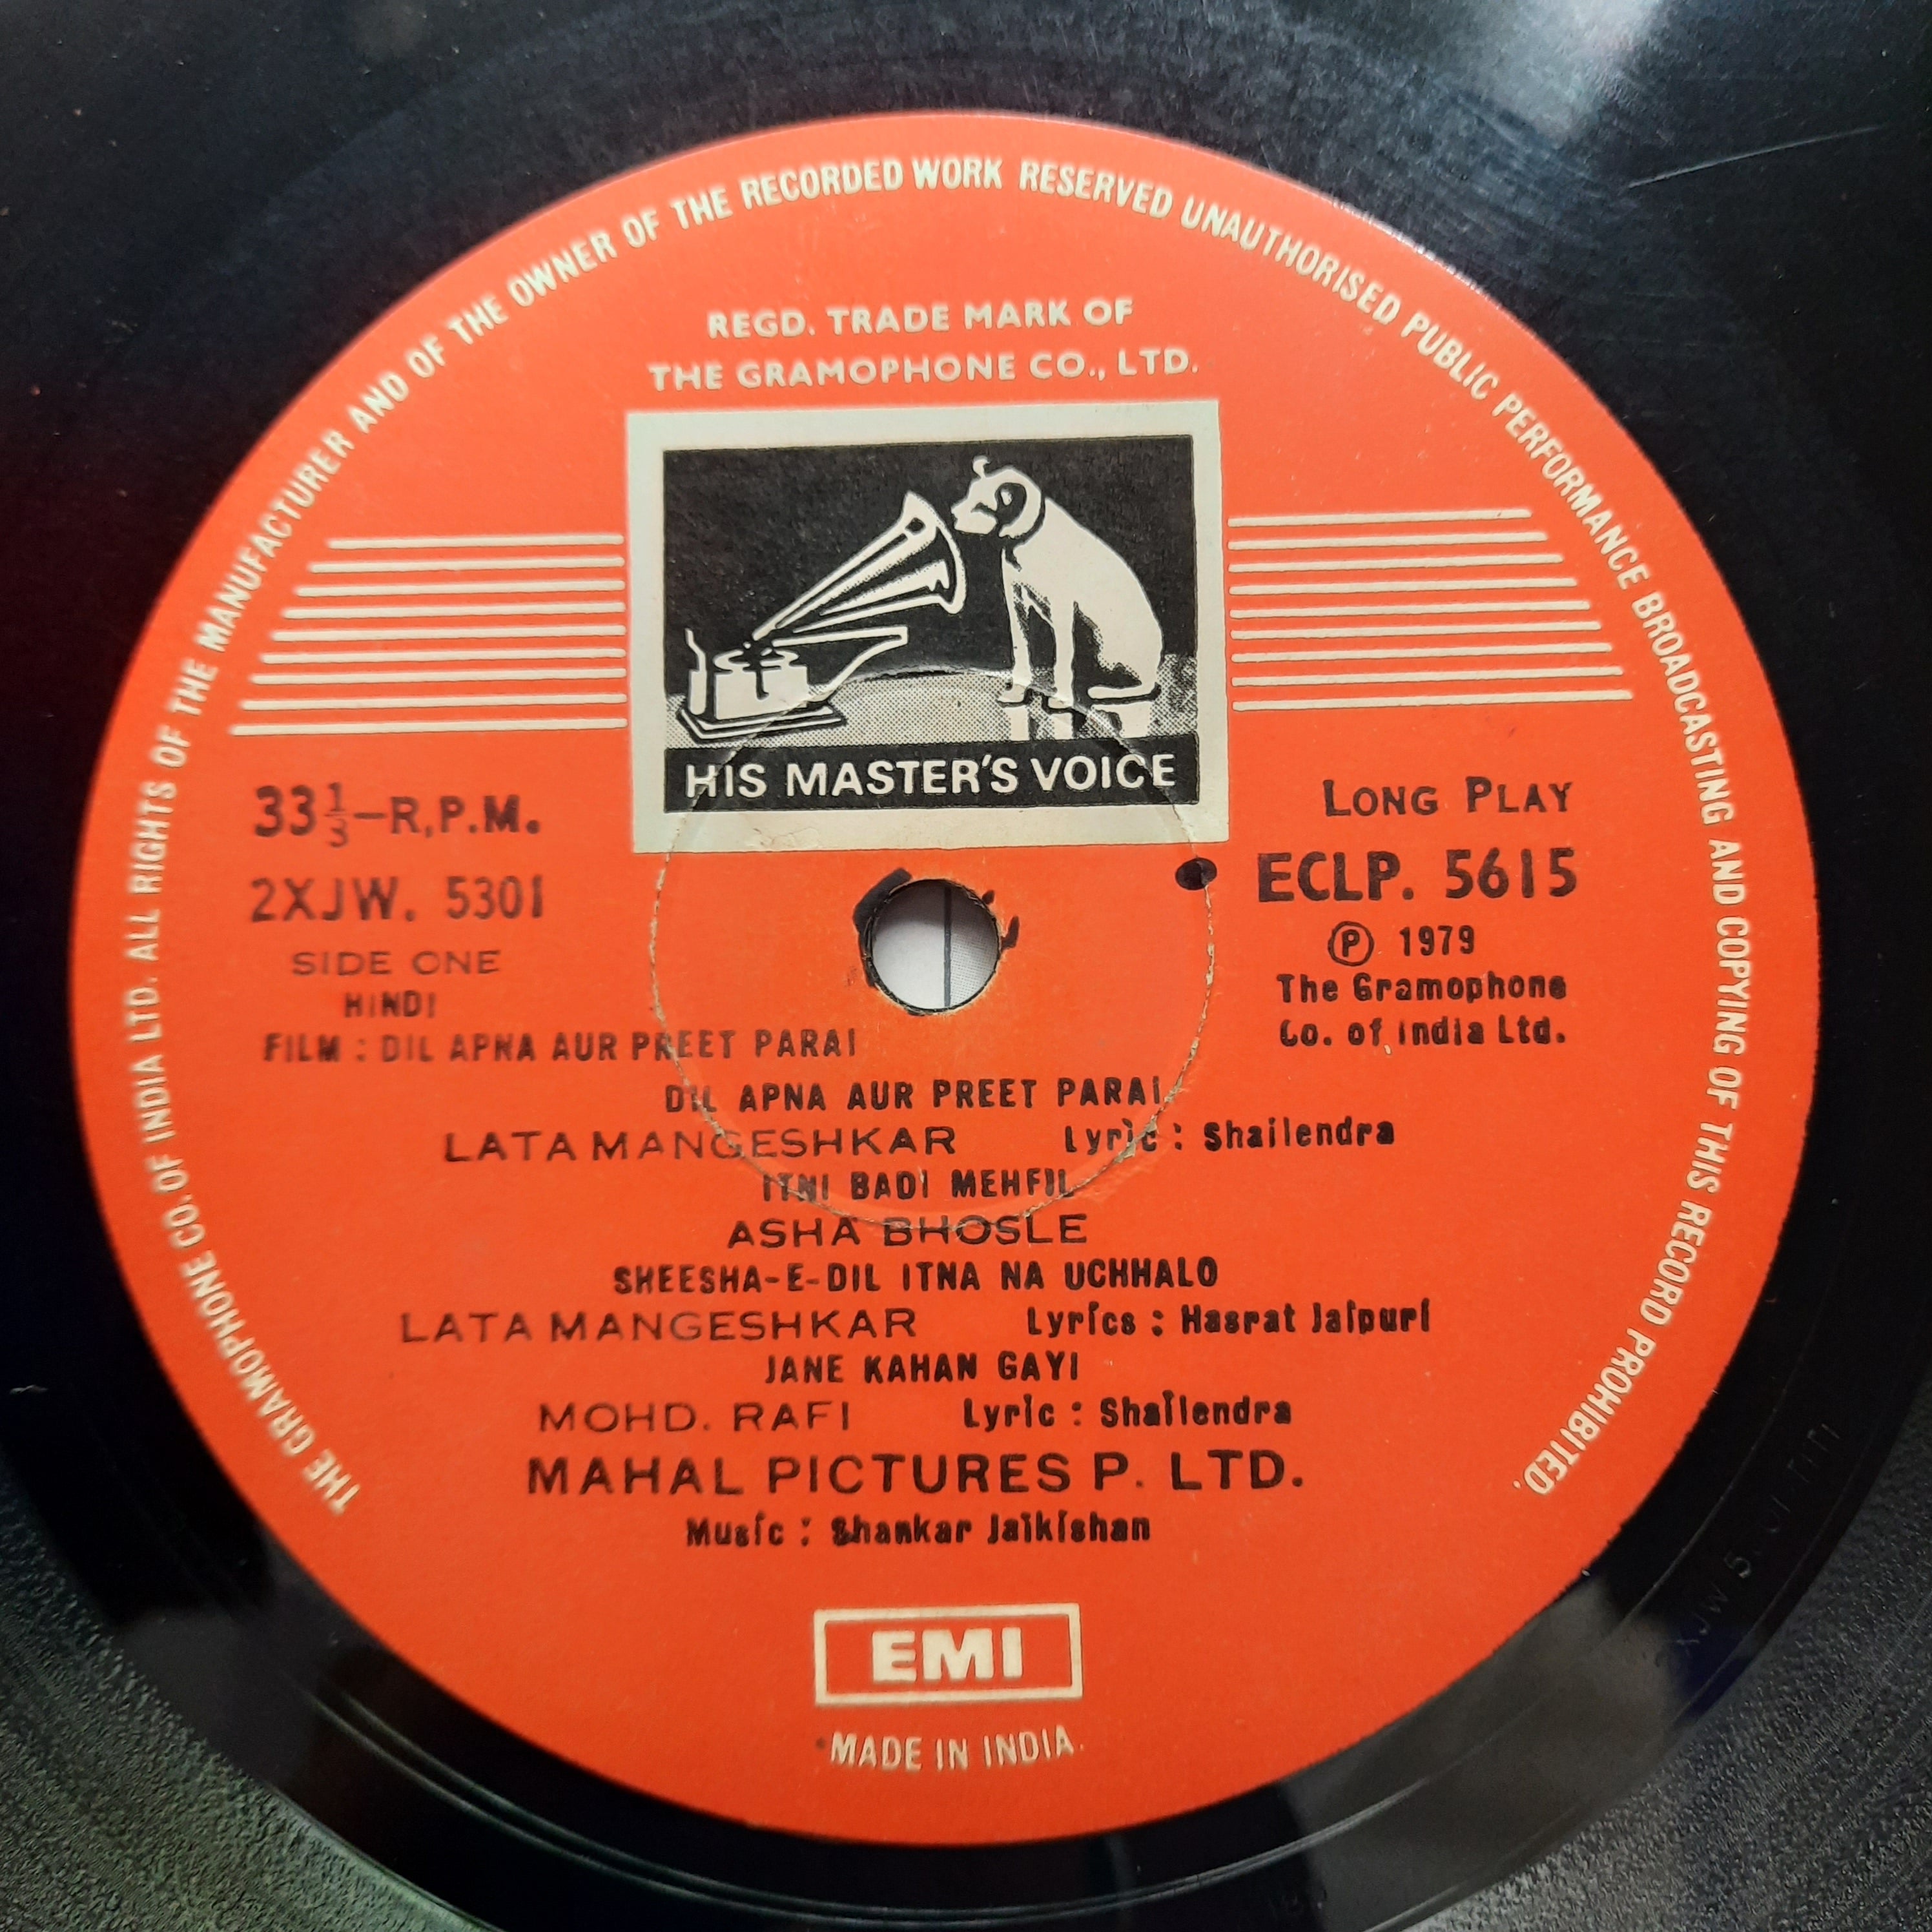 THE GRAMOPHONE CO. OF INDIA LTD. ALL RIGHTS OF THE MANUFACTURER AND OF THE OWNER OF THE RECORDED WORK RESERVED UNAUTHORISED PUBLIC PERFORMANCE BROADCASTING AND COPYING OF THIS RECORD PROHIBITED.
REGD. TRADE MARK OF
THE GRAMOPHONE CO., LTD.
HIS MASTER'S VOICE
33 1/3-R.P.M.
2XJW. 5301
SIDE ONE
HINDI
LONG PLAY
ECLP. 5615
Ⓟ 1979
The Gramophone
Co. of India Ltd.
FILM : DIL APNA AUR PREET PARAI
DIL APNA AUR PREET PARAI
LATA MANGESHKAR Lyric : Shailendra
ITNI BADI MEHFIL
ASHA BHOSLE
SHEESHA-E-DIL ITNA NA UCHHALO
LATA MANGESHKAR Lyrics : Hasrat Jaipuri
JANE KAHAN GAYI
MOHD. RAFI Lyric : Shailendra
MAHAL PICTURES P. LTD.
Music : Shankar Jaikishan
EMI
MADE IN INDIA